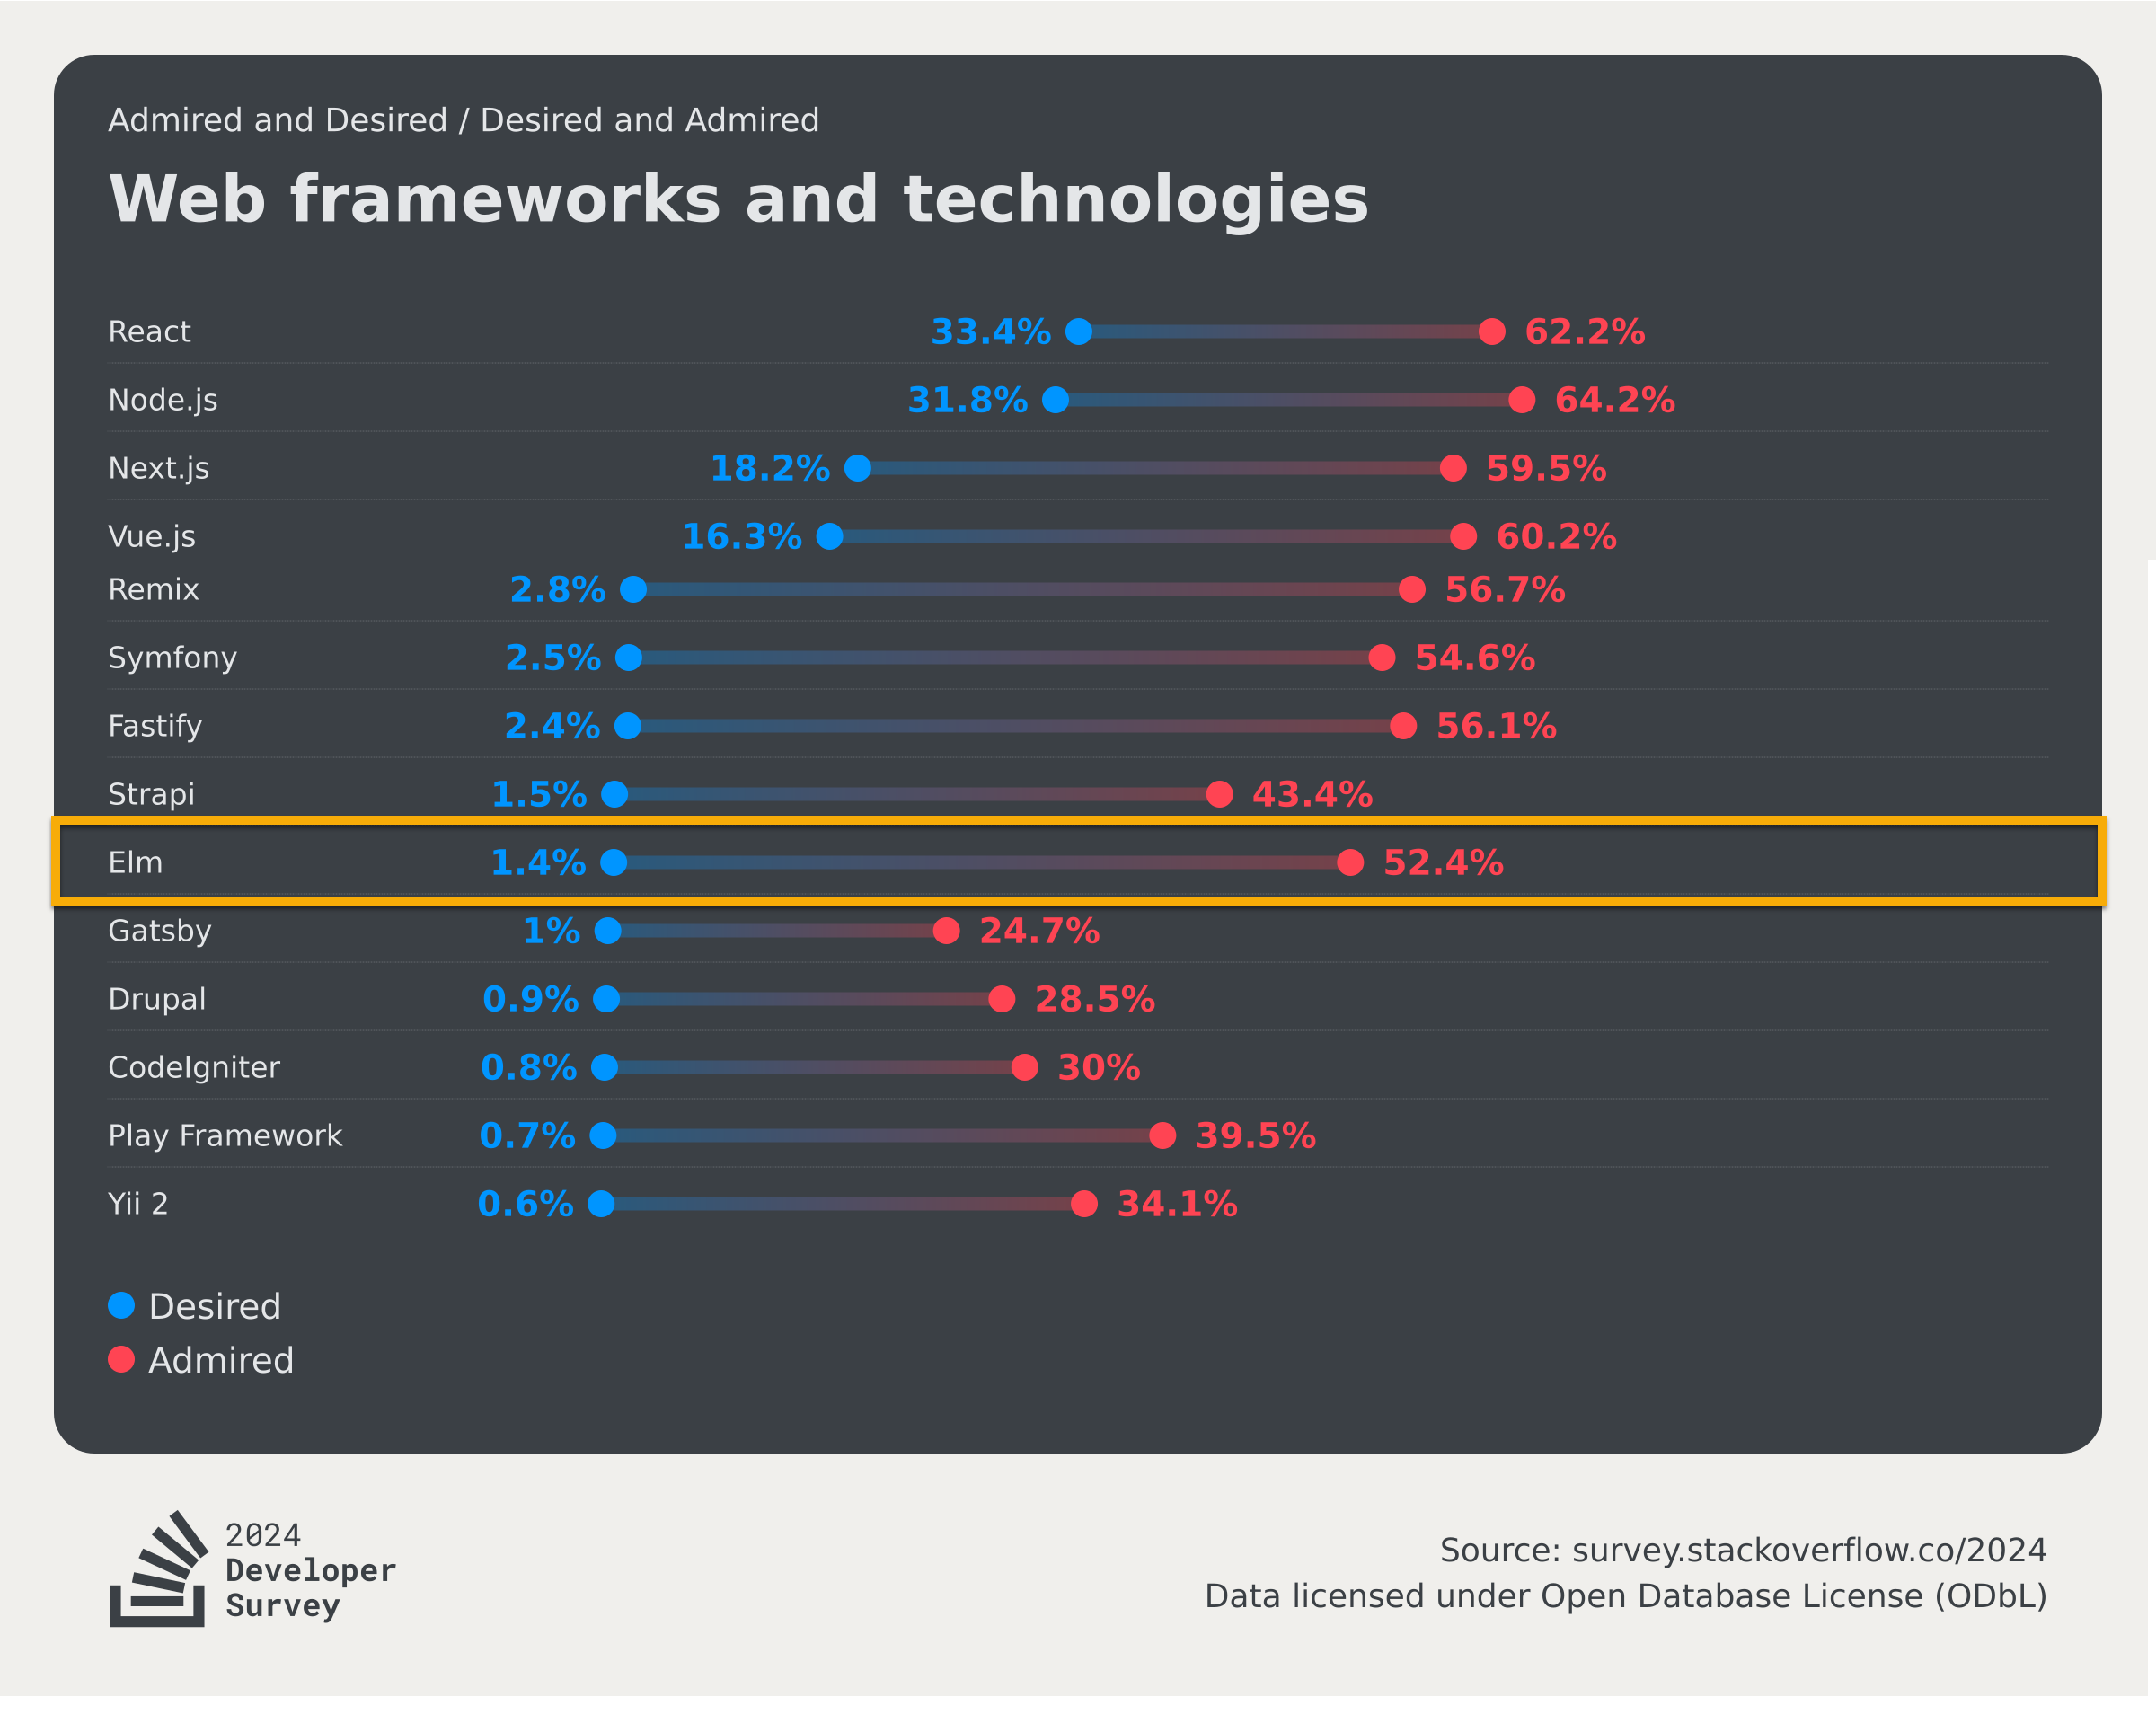 Admired and Desired / Desired and Admired
Web frameworks and technologies
React 33.4% 62.2%
Node.js 31.8% 64.2%
Next.js 18.2% 59.5%
Vue.js 16.3% 60.2%
Remix 2.8% 56.7%
Symfony 2.5% 54.6%
Fastify 2.4% 56.1%
Strapi 1.5% 43.4%
Elm 1.4% 52.4%
Gatsby 1% 24.7%
Drupal 0.9% 28.5%
CodeIgniter 0.8% 30%
Play Framework 0.7% 39.5%
Yii 2 0.6% 34.1%
Desired
Admired
2024
Developer
Survey
Source: survey.stackoverflow.co/2024
Data licensed under Open Database License (ODbL)